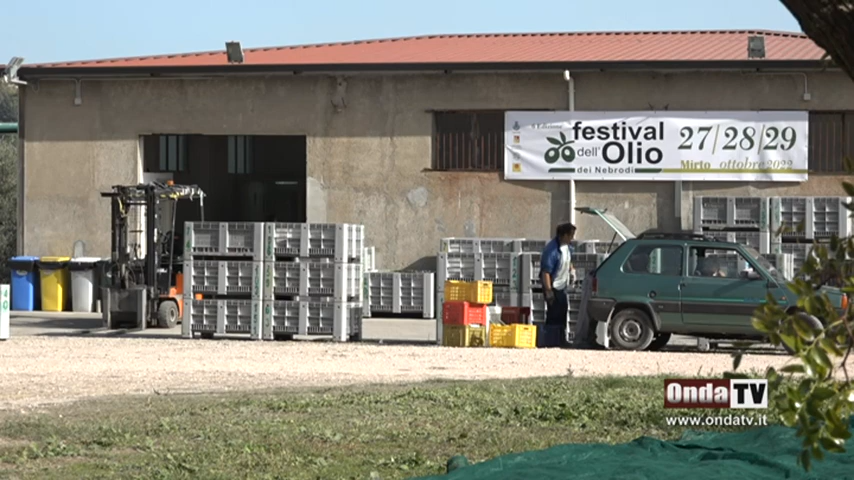 festival
dell'Olio
dei Nebrodi
27/28/29
Mirto ottobre 2022
Onda TV
www.ondatv.it